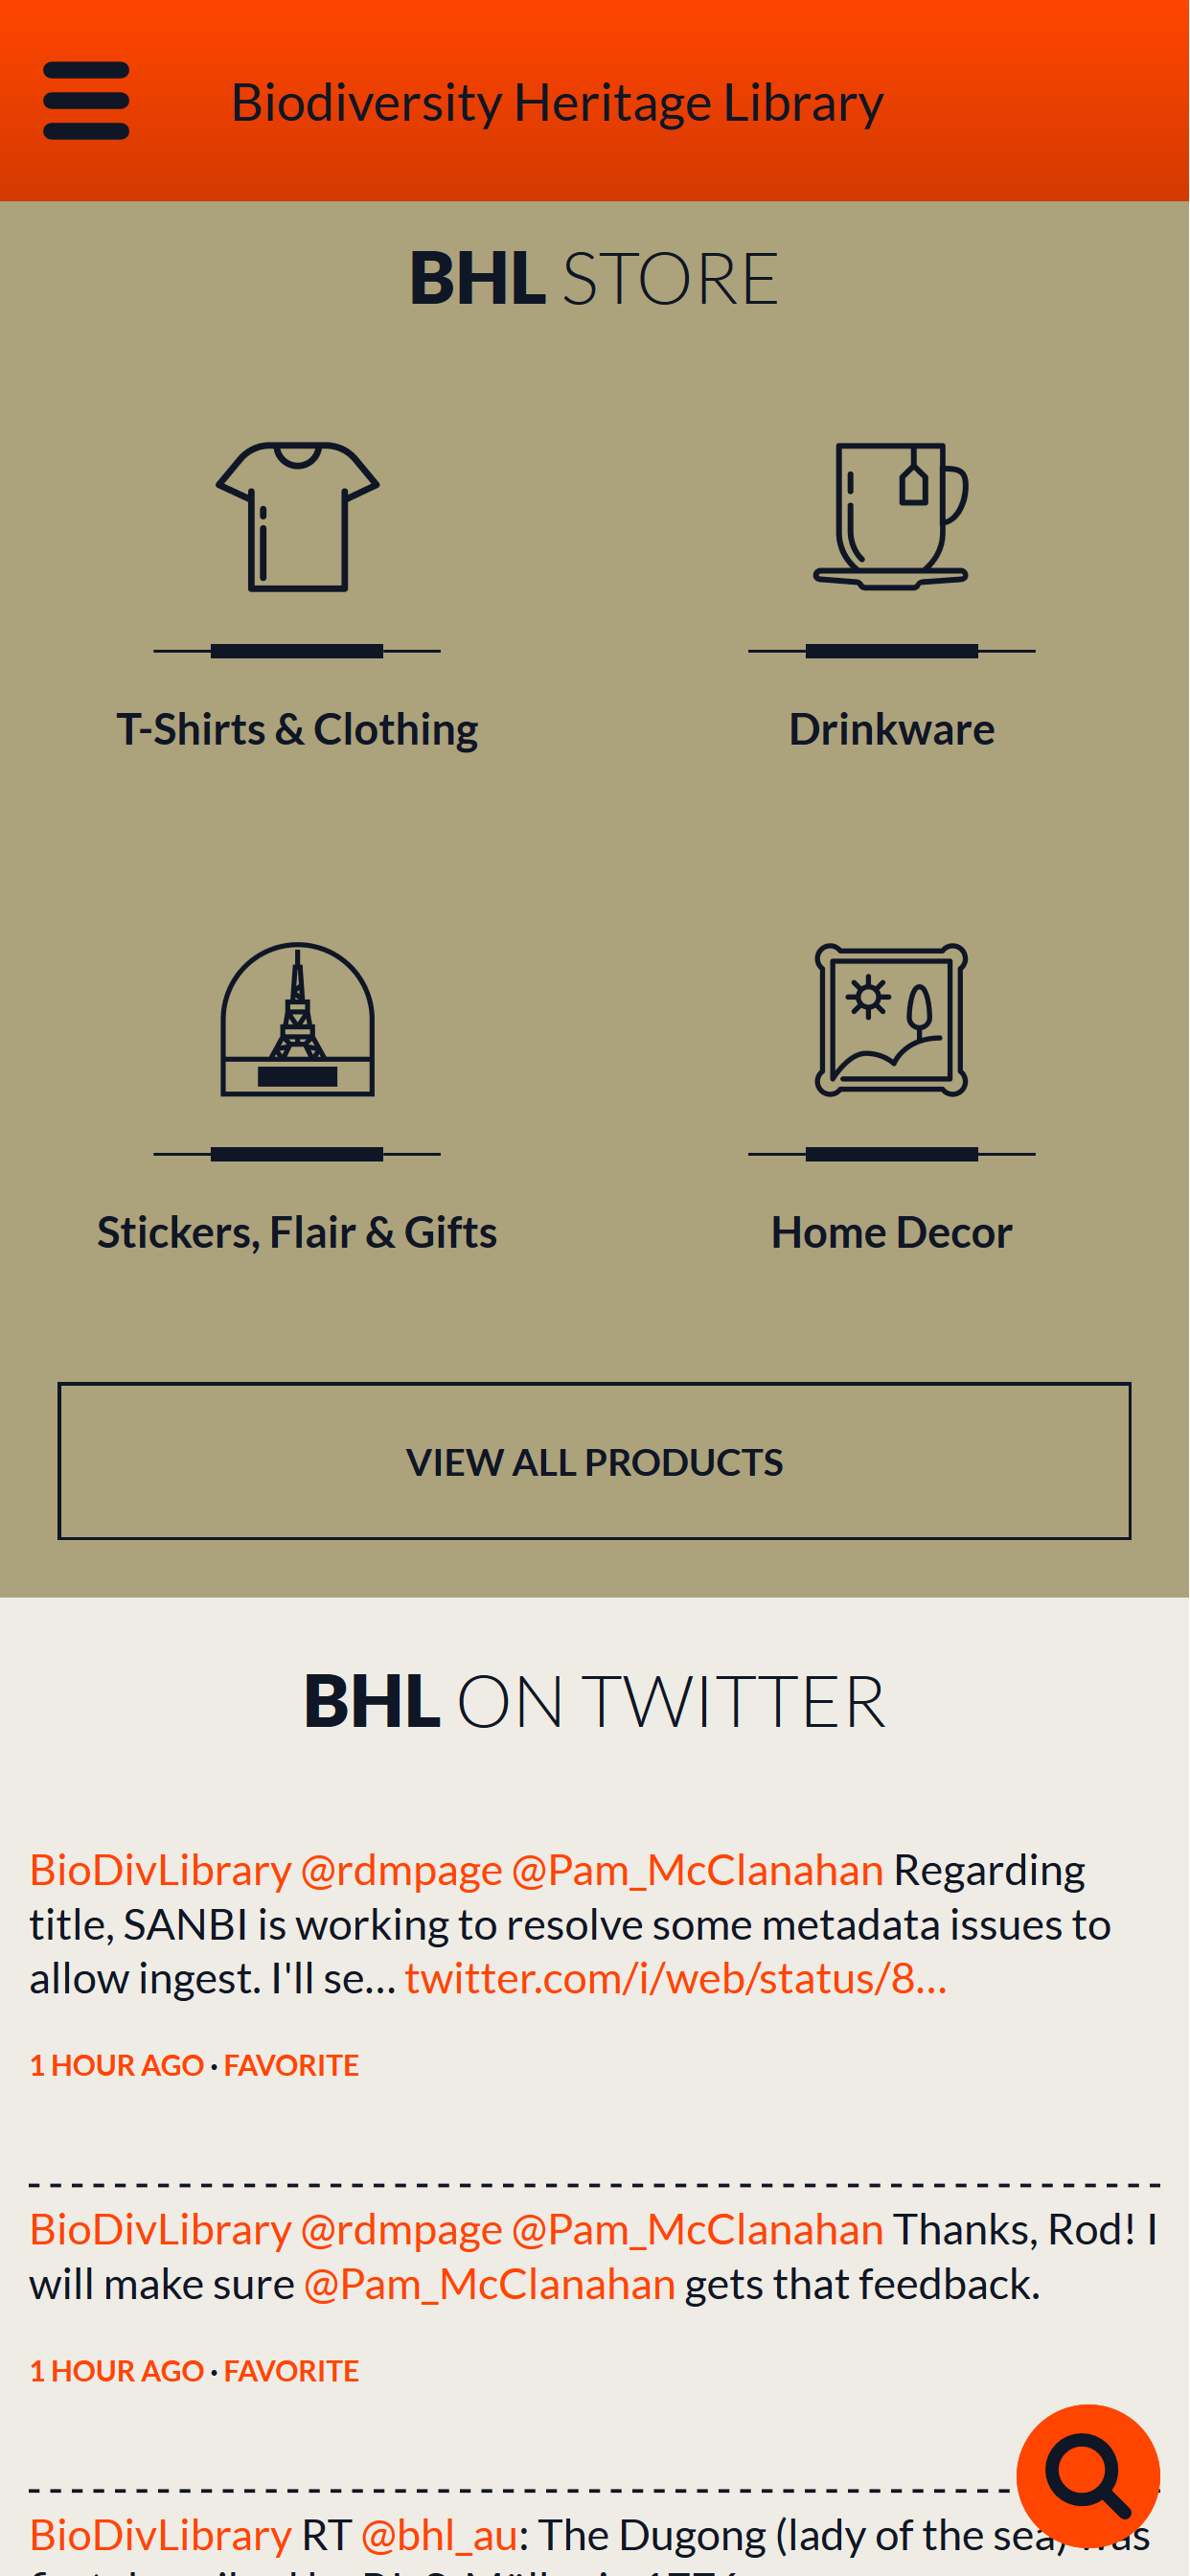 Biodiversity Heritage Library
BHL STORE
T-Shirts & Clothing
Drinkware
Stickers, Flair & Gifts
Home Decor
VIEW ALL PRODUCTS
BHL ON TWITTER
BioDivLibrary @rdmpage @Pam_McClanahan Regarding
title, SANBI is working to resolve some metadata issues to
allow ingest. I'll se… twitter.com/i/web/status/8…
1 HOUR AGO · FAVORITE
BioDivLibrary @rdmpage @Pam_McClanahan Thanks, Rod! I
will make sure @Pam_McClanahan gets that feedback.
1 HOUR AGO · FAVORITE
BioDivLibrary RT @bhl_au: The Dugong (lady of the sea) was